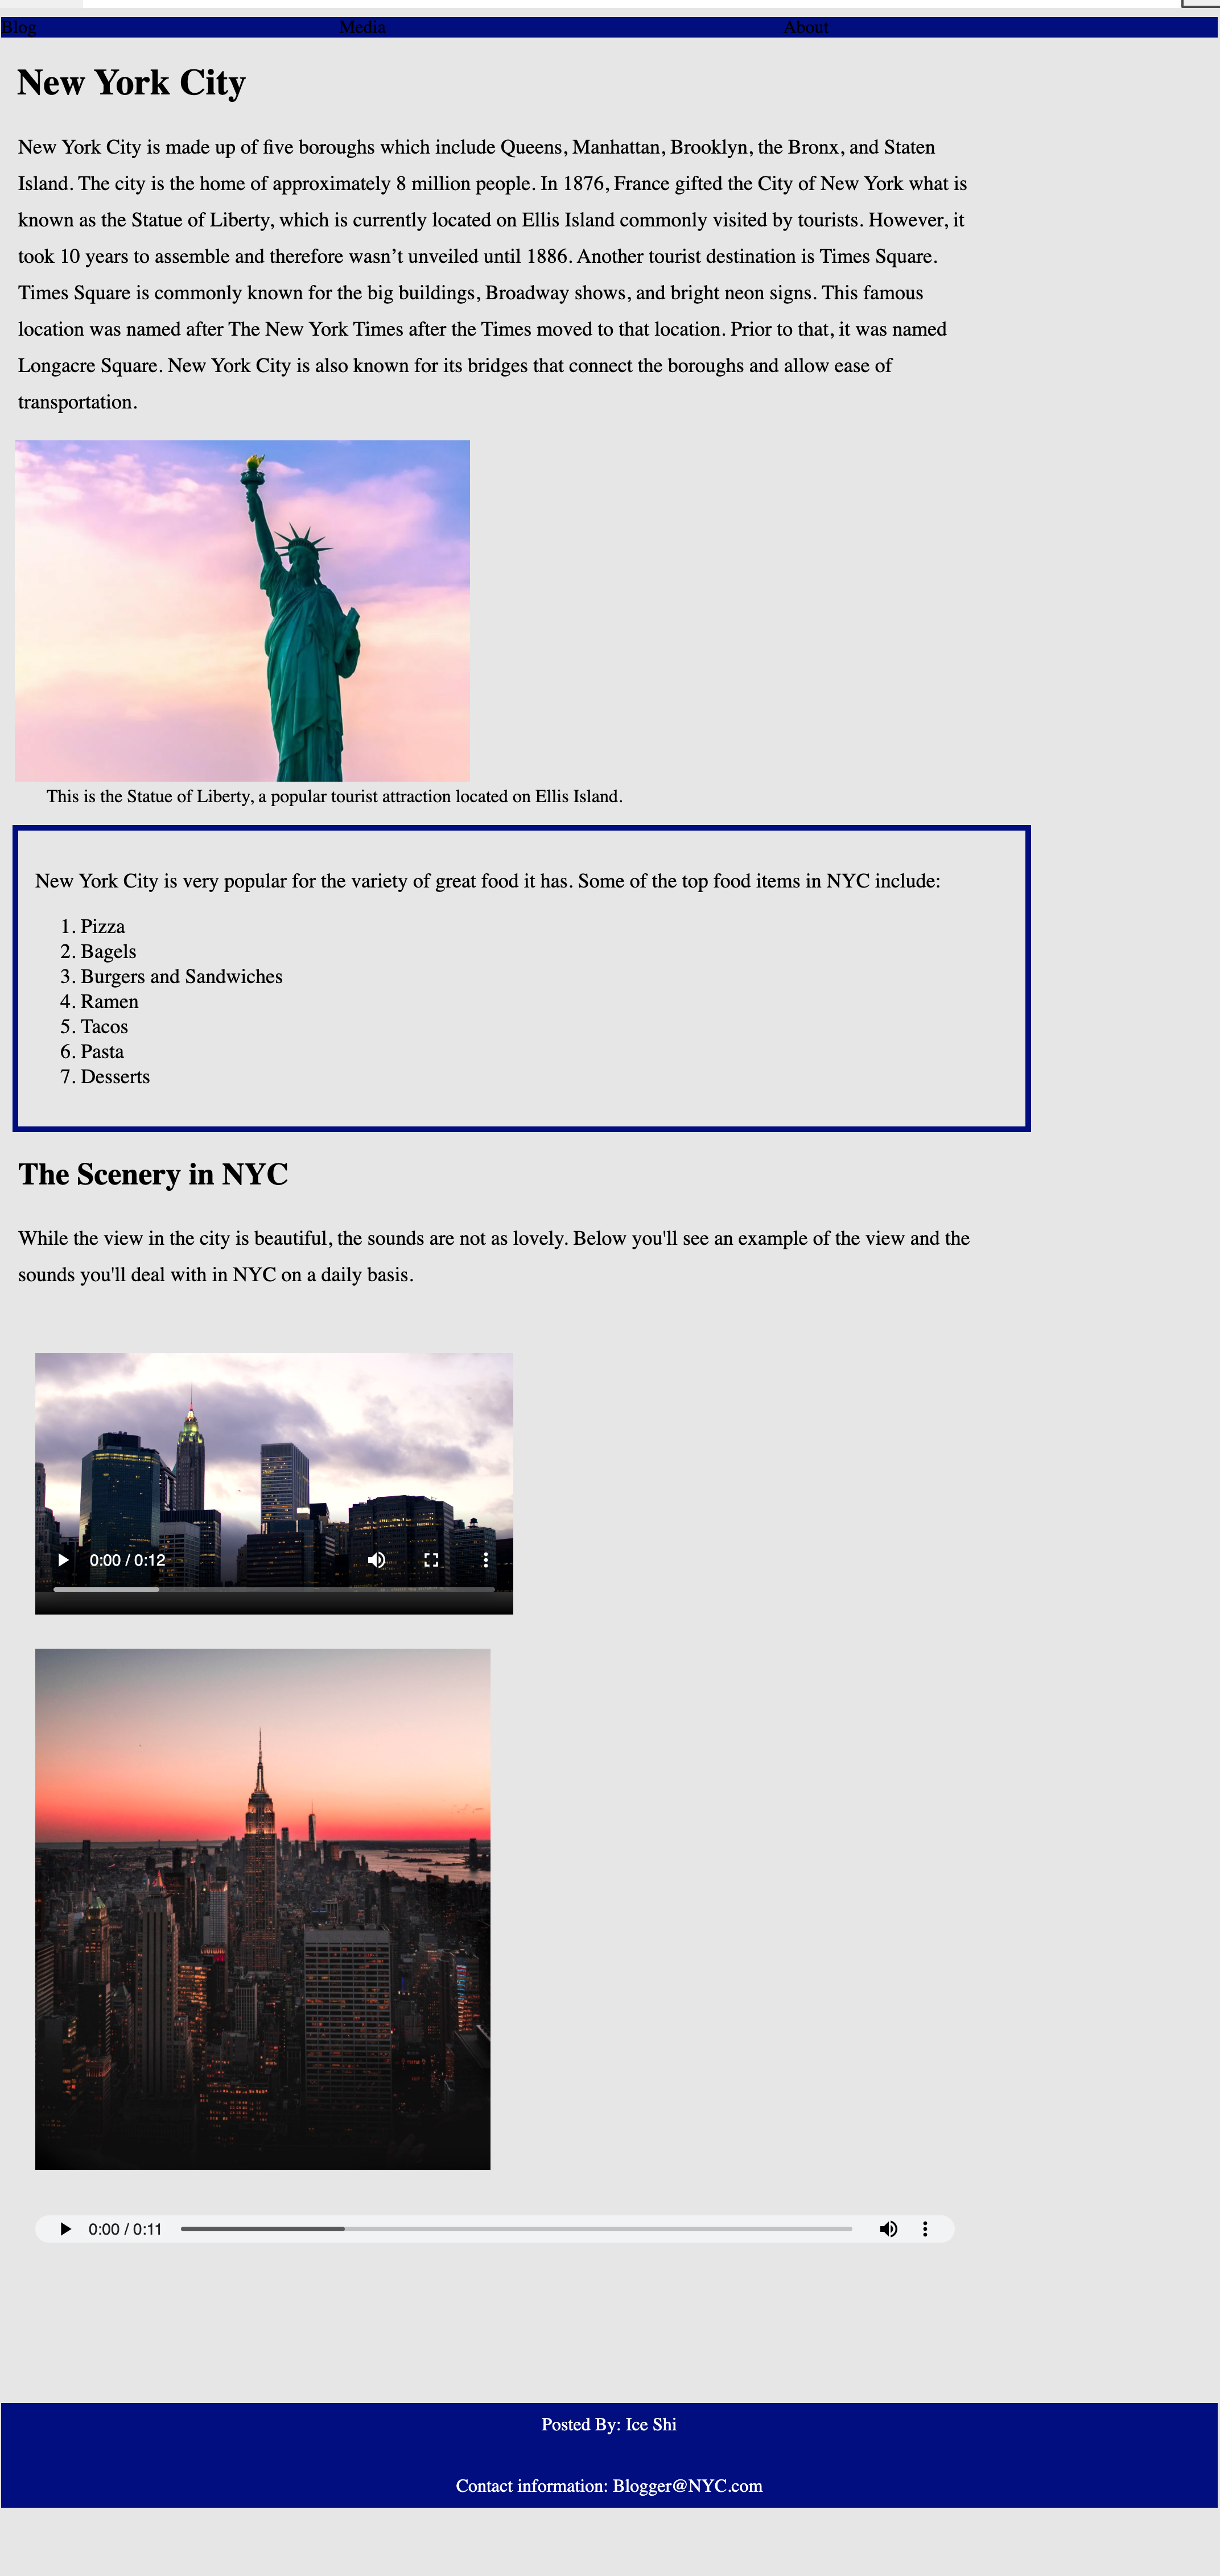 Blog Media About
New York City
New York City is made up of five boroughs which include Queens, Manhattan, Brooklyn, the Bronx, and Staten
Island. The city is the home of approximately 8 million people. In 1876, France gifted the City of New York what is
known as the Statue of Liberty, which is currently located on Ellis Island commonly visited by tourists. However, it
took 10 years to assemble and therefore wasn’t unveiled until 1886. Another tourist destination is Times Square.
Times Square is commonly known for the big buildings, Broadway shows, and bright neon signs. This famous
location was named after The New York Times after the Times moved to that location. Prior to that, it was named
Longacre Square. New York City is also known for its bridges that connect the boroughs and allow ease of
transportation.
This is the Statue of Liberty, a popular tourist attraction located on Ellis Island.
New York City is very popular for the variety of great food it has. Some of the top food items in NYC include:
1. Pizza
2. Bagels
3. Burgers and Sandwiches
4. Ramen
5. Tacos
6. Pasta
7. Desserts
The Scenery in NYC
While the view in the city is beautiful, the sounds are not as lovely. Below you'll see an example of the view and the
sounds you'll deal with in NYC on a daily basis.
0:00 / 0:12
0:00 / 0:11
Posted By: Ice Shi
Contact information: Blogger@NYC.com